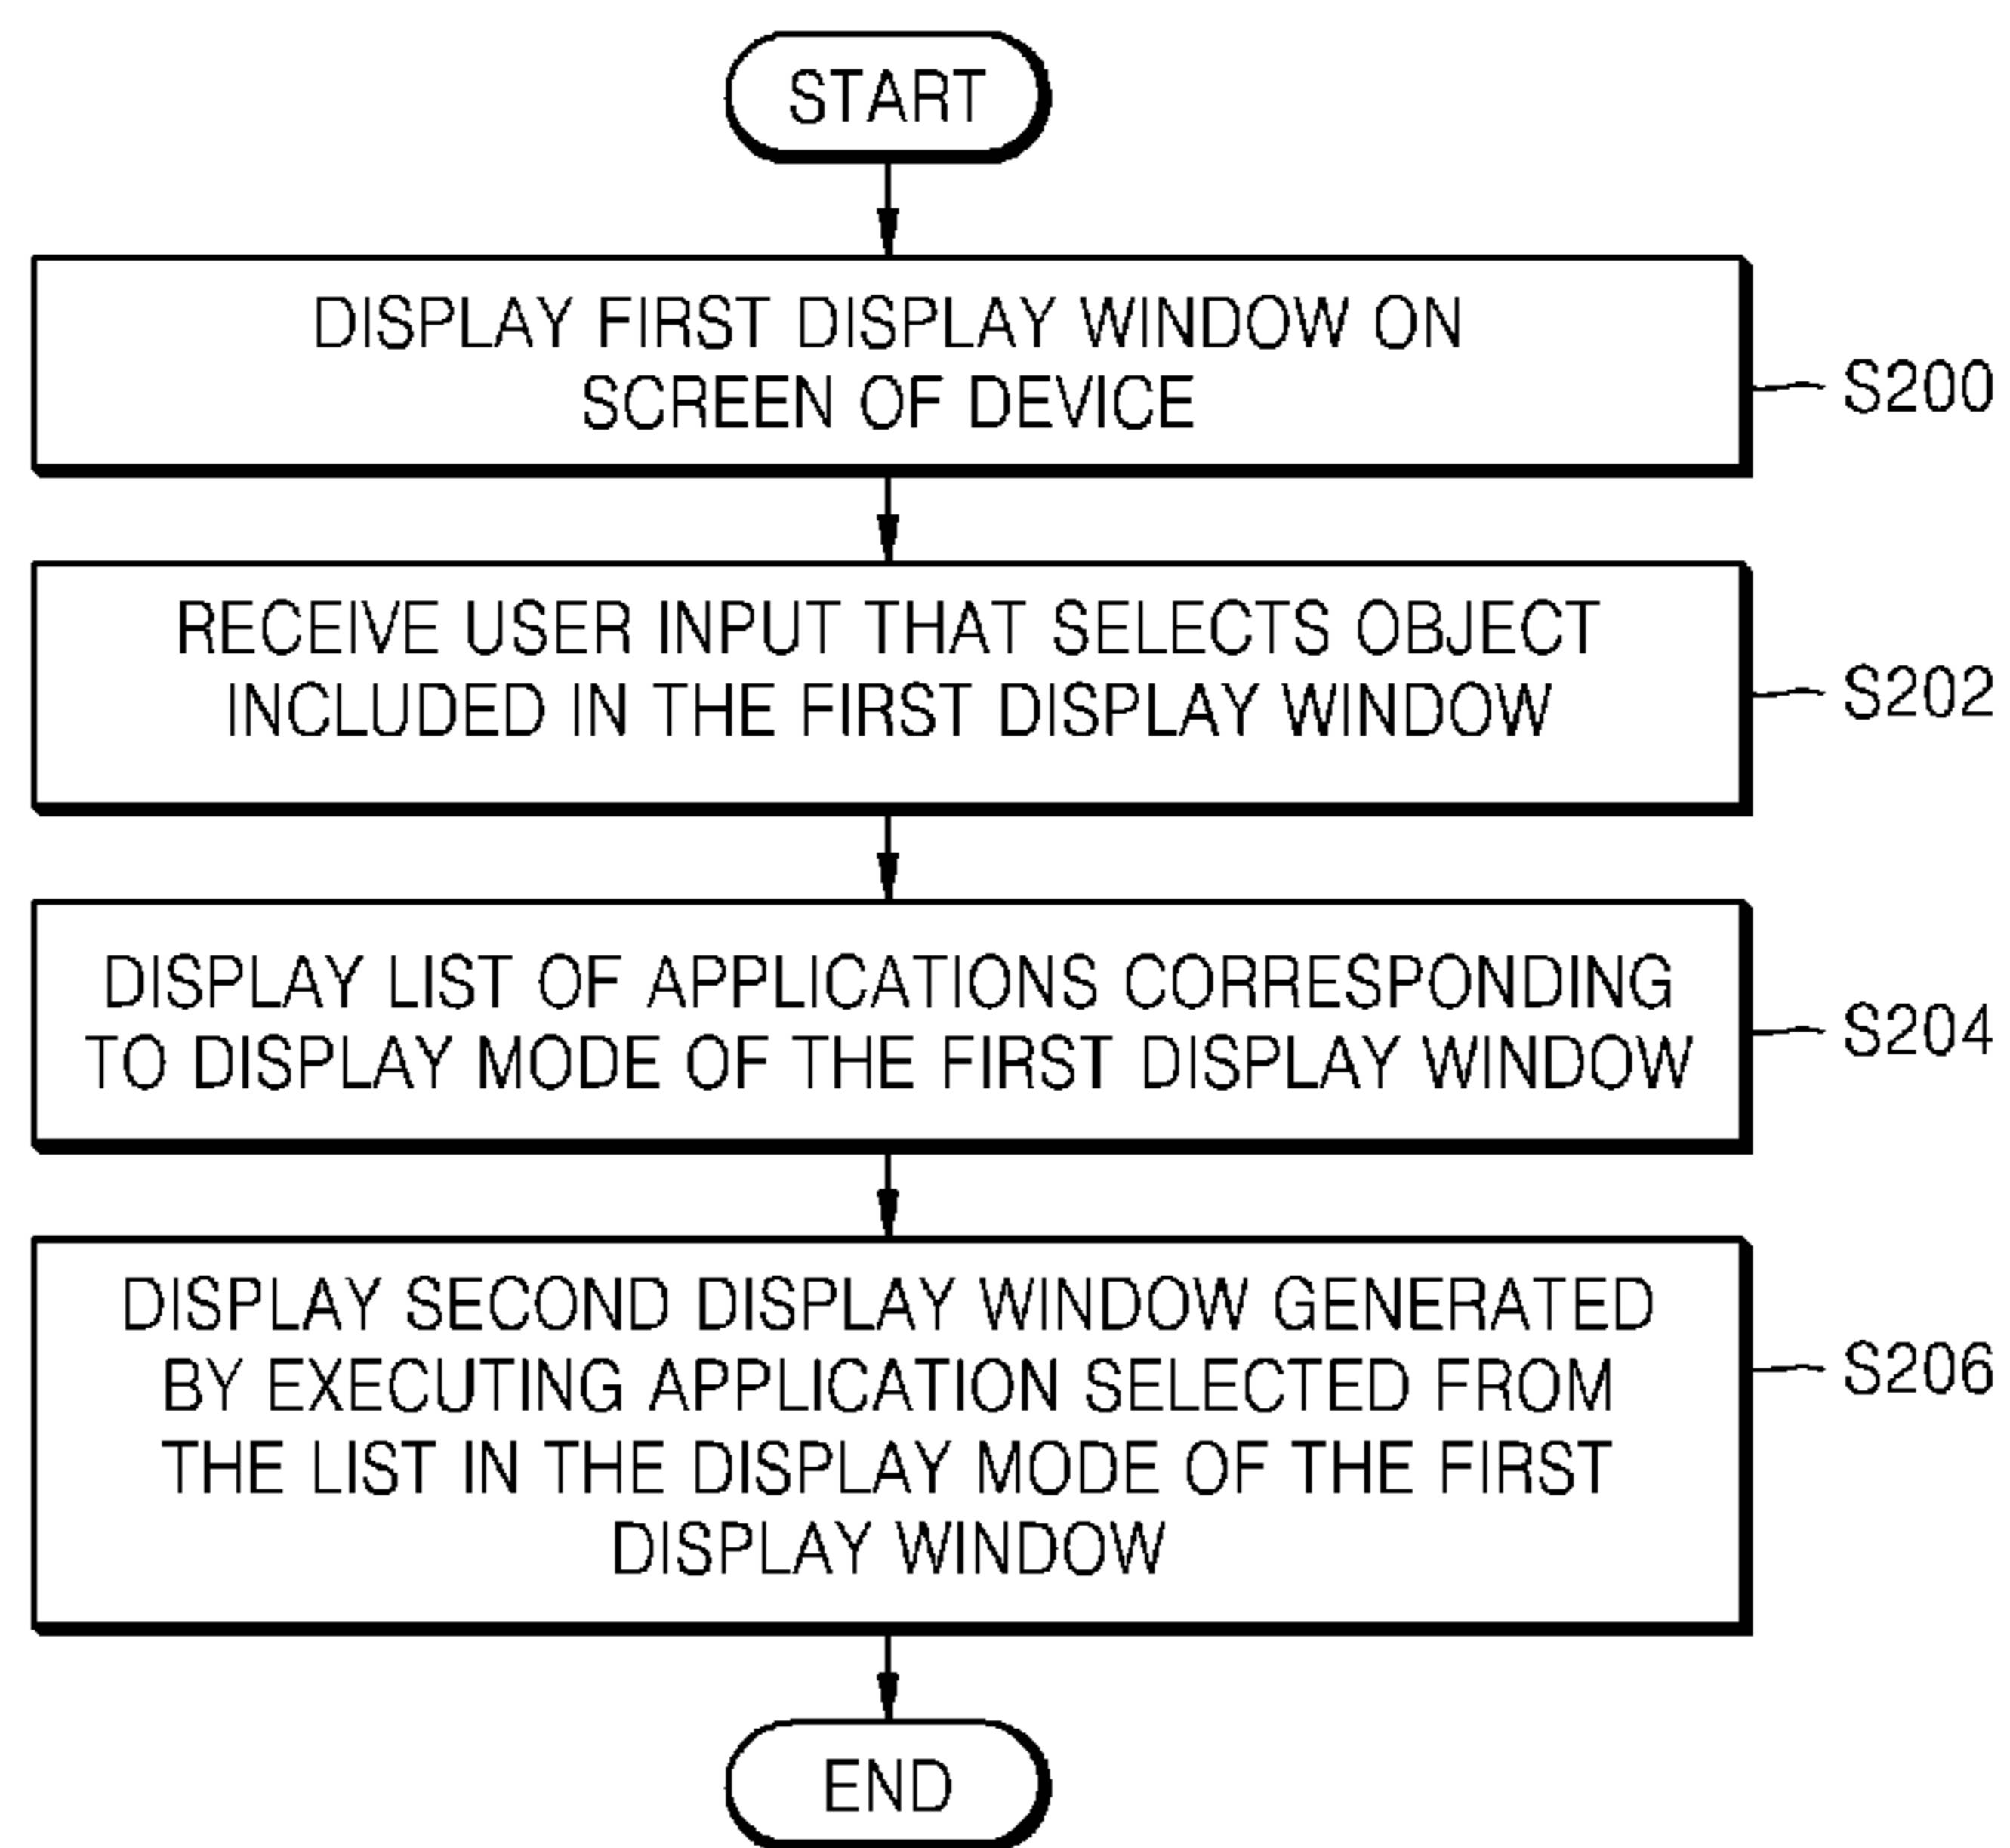 START
DISPLAY FIRST DISPLAY WINDOW ON
SCREEN OF DEVICE
S200
RECEIVE USER INPUT THAT SELECTS OBJECT
INCLUDED IN THE FIRST DISPLAY WINDOW
S202
DISPLAY LIST OF APPLICATIONS CORRESPONDING
TO DISPLAY MODE OF THE FIRST DISPLAY WINDOW
S204
DISPLAY SECOND DISPLAY WINDOW GENERATED
BY EXECUTING APPLICATION SELECTED FROM
THE LIST IN THE DISPLAY MODE OF THE FIRST
DISPLAY WINDOW
S206
END